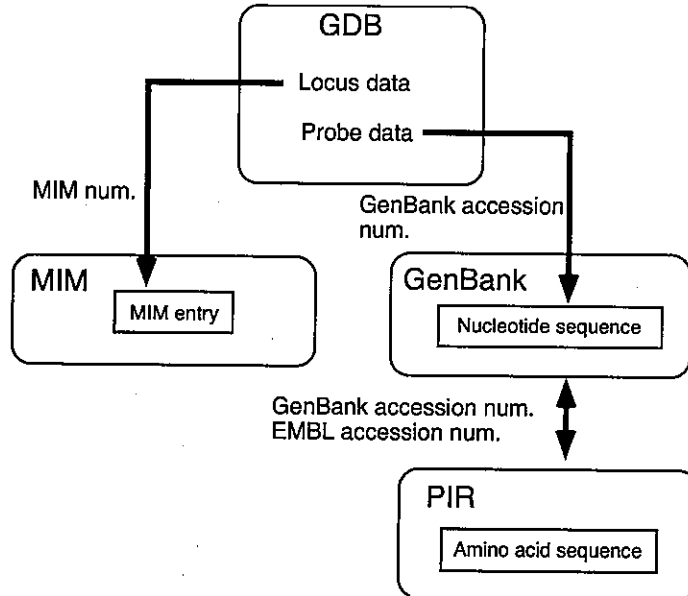 GDB
Locus data
Probe data
MIM num.
GenBank accession
num.
MIM
MIM entry
GenBank
Nucleotide sequence
GenBank accession num.
EMBL accession num.
PIR
Amino acid sequence